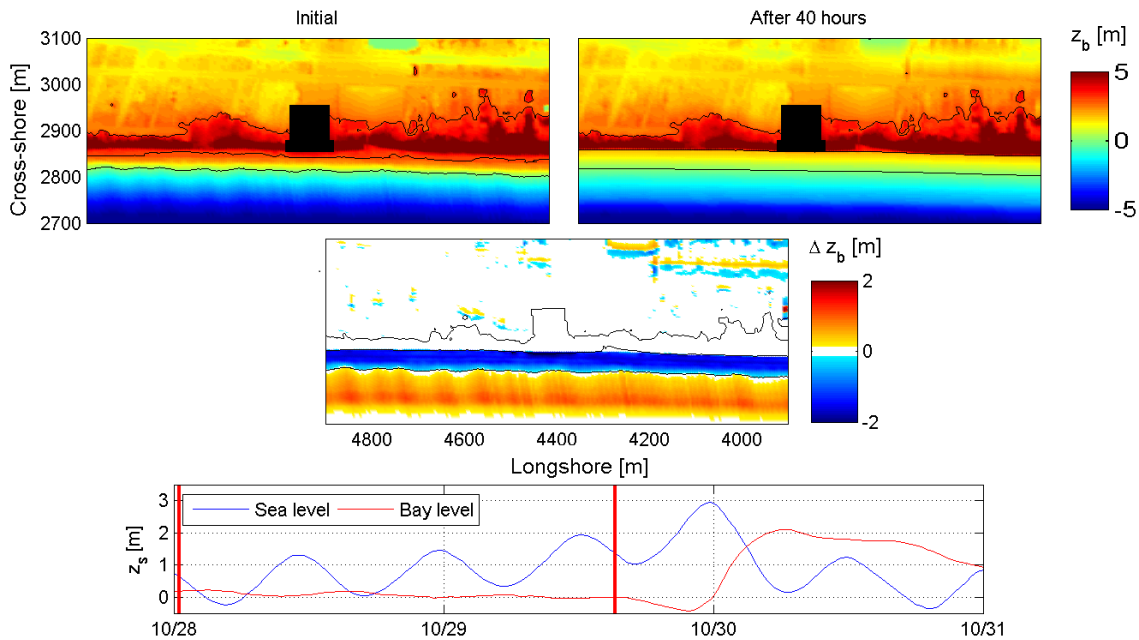 Initial
After 40 hours
Cross-shore [m]
3100
3000
2900
2800
2700
z_b [m]
5
0
-5
Δ z_b [m]
2
0
-2
4800 4600 4400 4200 4000
Longshore [m]
z_s [m]
3
2
1
0
Sea level
Bay level
10/28 10/29 10/30 10/31